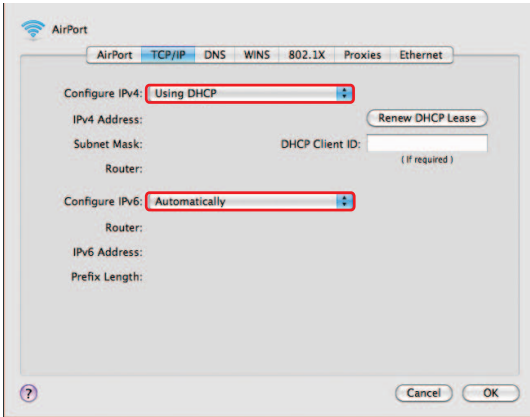 AirPort
AirPort TCP/IP DNS WINS 802.1X Proxies Ethernet
Configure IPv4: Using DHCP
IPv4 Address: Renew DHCP Lease
Subnet Mask: DHCP Client ID:
( If required )
Router:
Configure IPv6: Automatically
Router:
IPv6 Address:
Prefix Length:
? Cancel OK